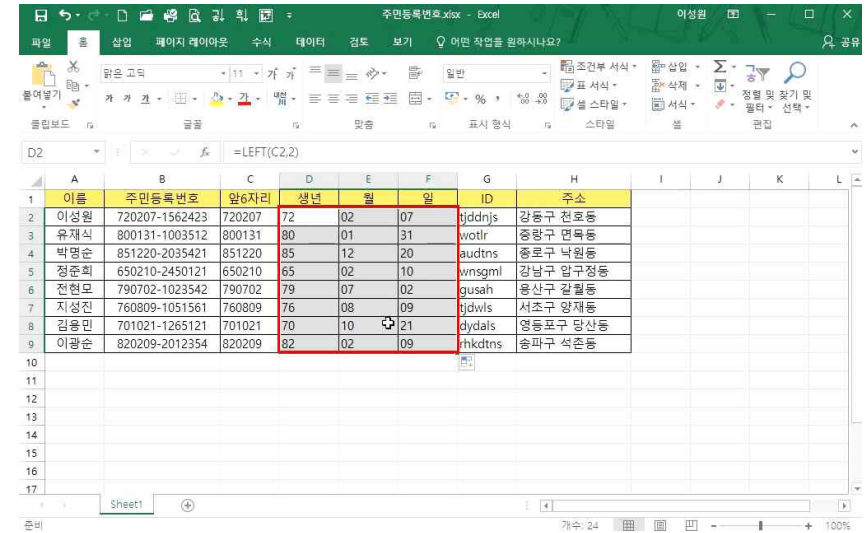 주민등록번호.xlsx - Excel 이성원
파일 홈 삽입 페이지 레이아웃 수식 데이터 검토 보기 어떤 작업을 원하시나요? 공유
붙여넣기 맑은 고딕 11 가 가 일반 조건부 서식 삽입 정렬 및 필터 찾기 및 선택
가 가 가 가 내천 % , 표 서식 삭제
셀 스타일 서식
클립보드 글꼴 맞춤 표시 형식 스타일 셀 편집
D2 fx =LEFT(C2,2)
A B C D E F G H I J K L
1 이름 주민등록번호 앞6자리 생년 월 일 ID 주소
2 이성원 720207-1562423 720207 72 02 07 tjddnjs 강동구 천호동
3 유재식 800131-1003512 800131 80 01 31 wotlr 중랑구 면목동
4 박명순 851220-2035421 851220 85 12 20 audtns 종로구 낙원동
5 정준희 650210-2450121 650210 65 02 10 wnsgml 강남구 압구정동
6 전현모 790702-1023542 790702 79 07 02 gusah 용산구 갈월동
7 지성진 760809-1051561 760809 76 08 09 tjdwls 서초구 양재동
8 김용민 701021-1265121 701021 70 10 21 dydals 영등포구 당산동
9 이광순 820209-2012354 820209 82 02 09 rhkdtns 송파구 석촌동
10
11
12
13
14
15
16
17
Sheet1
준비 개수: 24 100%